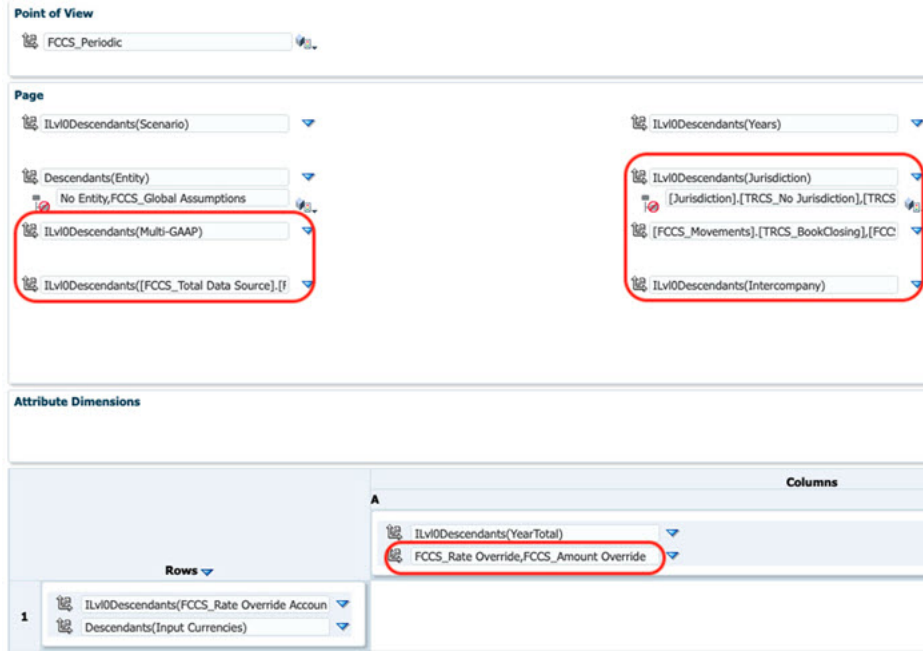 Point of View
FCCS_Periodic
Page
ILvl0Descendants(Scenario)
ILvl0Descendants(Years)
Descendants(Entity)
ILvl0Descendants(Jurisdiction)
No Entity,FCCS_Global Assumptions
[Jurisdiction].[TRCS_No Jurisdiction],[TRCS
ILvl0Descendants(Multi-GAAP)
[FCCS_Movements].[TRCS_BookClosing],[FCC
ILvl0Descendants([FCCS_Total Data Source].[F
ILvl0Descendants(Intercompany)
Attribute Dimensions
Columns
A
ILvl0Descendants(YearTotal)
FCCS_Rate Override,FCCS_Amount Override
Rows
1
ILvl0Descendants(FCCS_Rate Override Accoun
Descendants(Input Currencies)